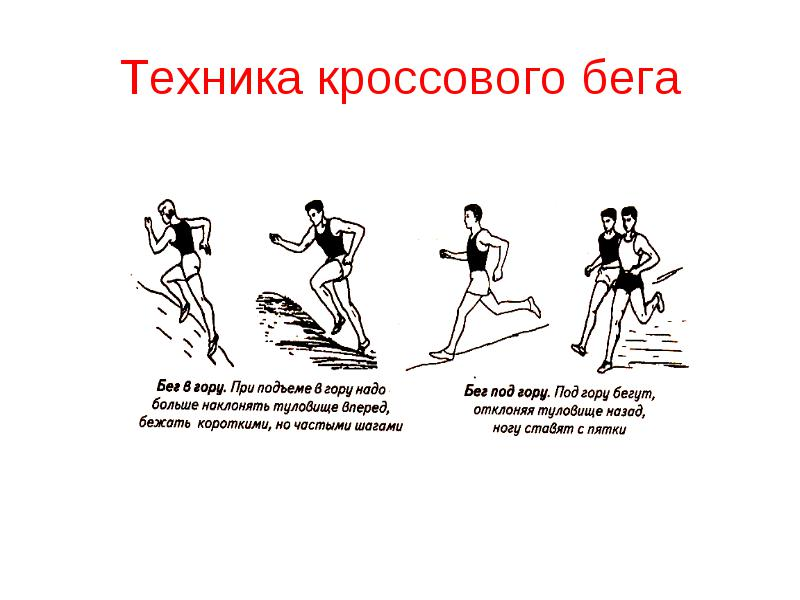 Техника кроссового бега
Бег в гору. При подъеме в гору надо
больше наклонять туловище вперед,
бежать короткими, но частыми шагами
Бег под гору. Под гору бегут,
отклоняя туловище назад,
ногу ставят с пятки